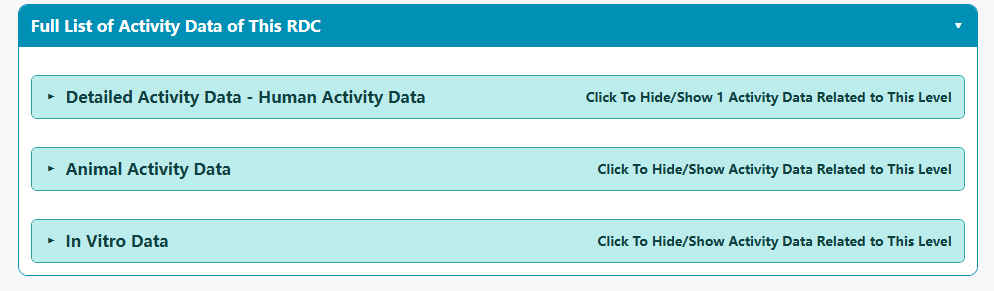 Full List of Activity Data of This RDC
Detailed Activity Data - Human Activity Data Click To Hide/Show 1 Activity Data Related to This Level
Animal Activity Data Click To Hide/Show Activity Data Related to This Level
In Vitro Data Click To Hide/Show Activity Data Related to This Level